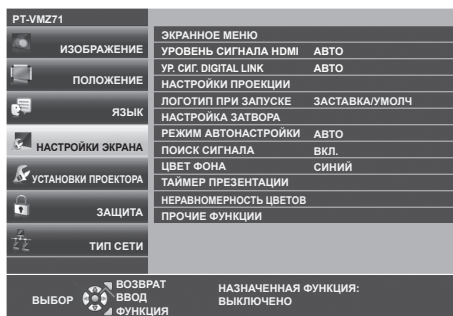 PT-VMZ71
ИЗОБРАЖЕНИЕ
ПОЛОЖЕНИЕ
ЯЗЫК
НАСТРОЙКИ ЭКРАНА
УСТАНОВКИ ПРОЕКТОРА
ЗАЩИТА
ТИП СЕТИ
ЭКРАННОЕ МЕНЮ
УРОВЕНЬ СИГНАЛА HDMI АВТО
УР. СИГ. DIGITAL LINK АВТО
НАСТРОЙКИ ПРОЕКЦИИ
ЛОГОТИП ПРИ ЗАПУСКЕ ЗАСТАВКА/УМОЛЧ
НАСТРОЙКА ЗАТВОРА
РЕЖИМ АВТОНАСТРОЙКИ АВТО
ПОИСК СИГНАЛА ВКЛ.
ЦВЕТ ФОНА СИНИЙ
ТАЙМЕР ПРЕЗЕНТАЦИИ
НЕРАВНОМЕРНОСТЬ ЦВЕТОВ
ПРОЧИЕ ФУНКЦИИ
ВЫБОР
ВОЗВРАТ
ВВОД
ФУНКЦИЯ
НАЗНАЧЕННАЯ ФУНКЦИЯ:
ВЫКЛЮЧЕНО